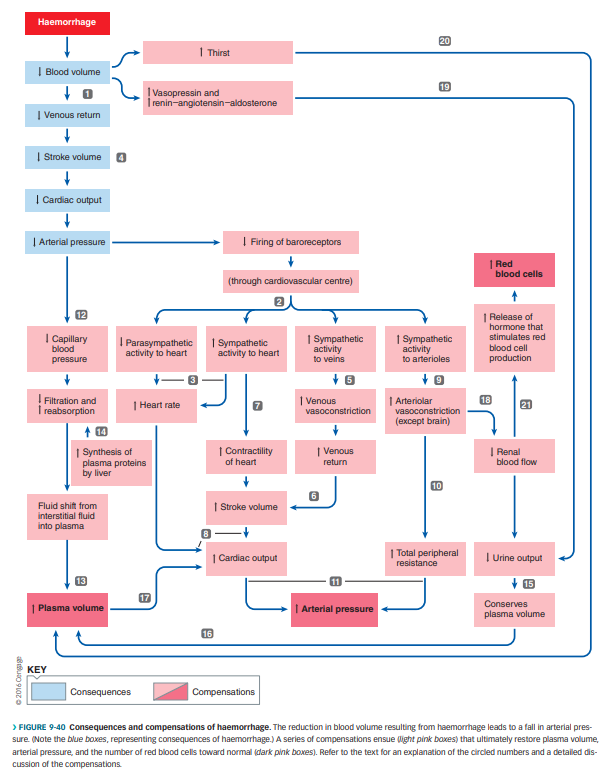 Haemorrhage
20
↑ Thirst
↓ Blood volume
19
1
↑ Vasopressin and
↑ renin–angiotensin-aldosterone
↓ Venous return
↓ Stroke volume
4
↓ Cardiac output
↓ Arterial pressure
↓ Firing of baroreceptors
↑ Red
blood cells
(through cardiovascular centre)
2
12
↓ Capillary
blood
pressure
↓ Parasympathetic
activity to heart
↑ Sympathetic
activity to heart
↑ Sympathetic
activity
to veins
↑ Sympathetic
activity
to arterioles
↑ Release of
hormone that
stimulates red
blood cell
production
3
5
9
↓ Filtration and
↑ reabsorption
↑ Heart rate
7
↑ Venous
vasoconstriction
↑ Arteriolar
vasoconstriction
(except brain)
18
21
14
↑ Synthesis of
plasma proteins
by liver
↑ Contractility
of heart
↑ Venous
return
↓ Renal
blood flow
10
6
Fluid shift from
interstitial fluid
into plasma
↑ Stroke volume
8
↑ Cardiac output
↑ Total peripheral
resistance
↓ Urine output
13
11
15
17
↑ Plasma volume
↑ Arterial pressure
Conserves
plasma volume
16
© 2016 Cengage
KEY
Consequences
Compensations
› FIGURE 9-40 Consequences and compensations of haemorrhage. The reduction in blood volume resulting from haemorrhage leads to a fall in arterial pres-
sure. (Note the blue boxes, representing consequences of haemorrhage.) A series of compensations ensue (light pink boxes) that ultimately restore plasma volume,
arterial pressure, and the number of red blood cells toward normal (dark pink boxes). Refer to the text for an explanation of the circled numbers and a detailed dis-
cussion of the compensations.